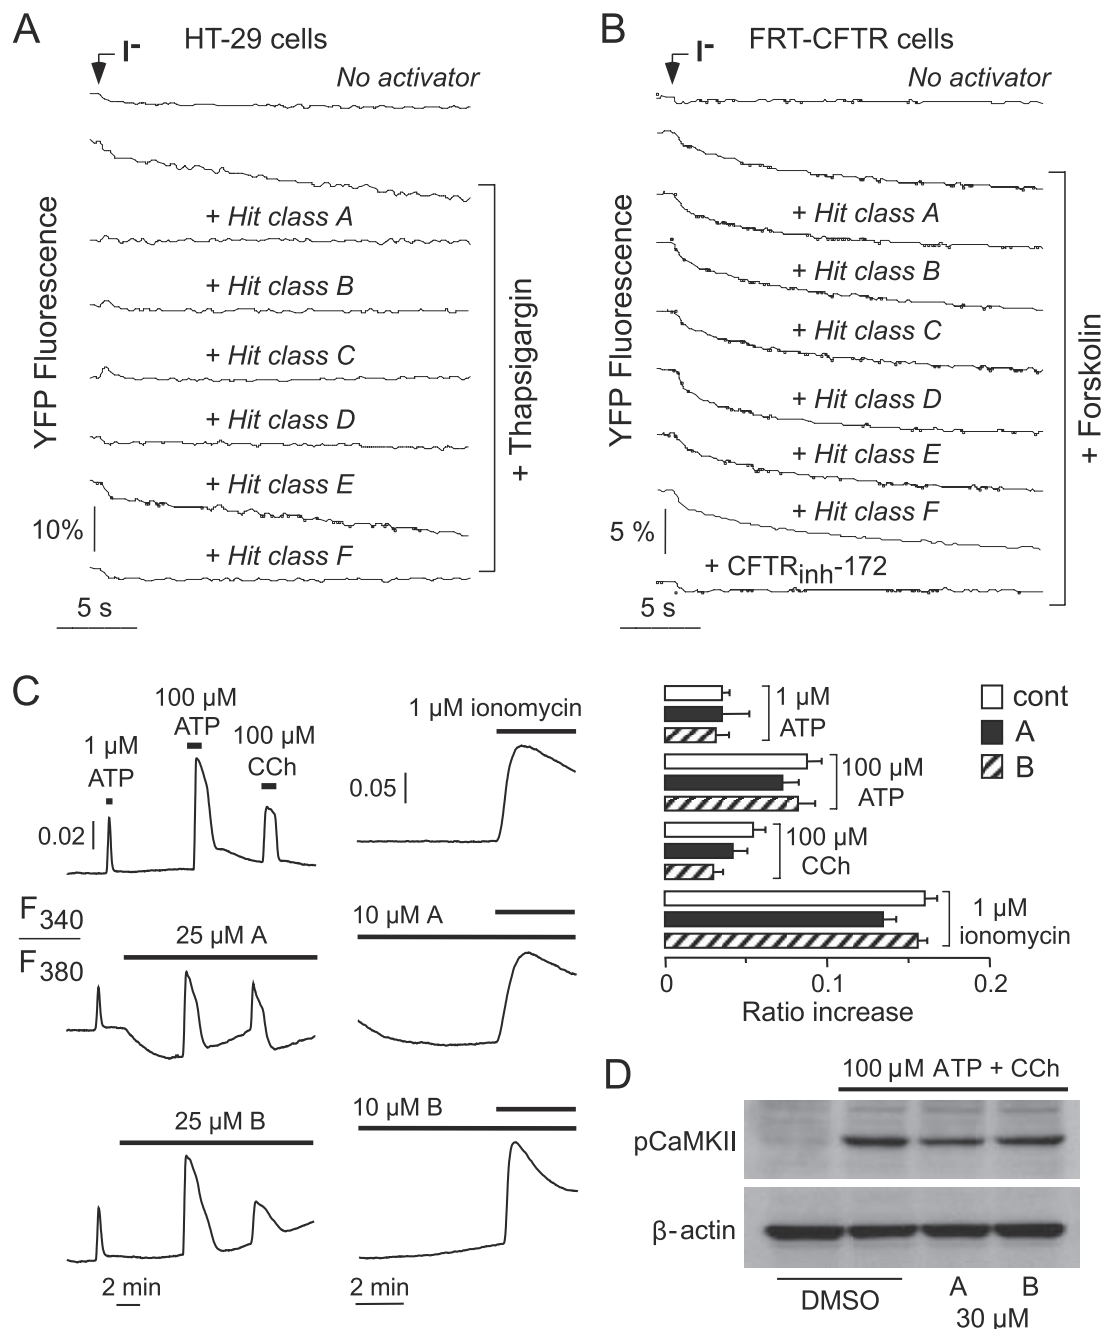 A
HT-29 cells
I-
No activator
YFP Fluorescence
+ Hit class A
+ Hit class B
+ Hit class C
+ Hit class D
+ Hit class E
+ Hit class F
+ Thapsigargin
10%
5 s
B
FRT-CFTR cells
I-
No activator
YFP Fluorescence
+ Hit class A
+ Hit class B
+ Hit class C
+ Hit class D
+ Hit class E
+ Hit class F
+ CFTRinh-172
+ Forskolin
5 %
5 s
C
1 µM
ATP
100 µM
ATP
100 µM
CCh
0.02
1 µM ionomycin
0.05
F340
F380
25 µM A
10 µM A
25 µM B
10 µM B
2 min
2 min
cont
A
B
1 µM
ATP
100 µM
ATP
100 µM
CCh
1 µM
ionomycin
0
0.1
0.2
Ratio increase
D
100 µM ATP + CCh
pCaMKII
β-actin
DMSO
A
B
30 µM